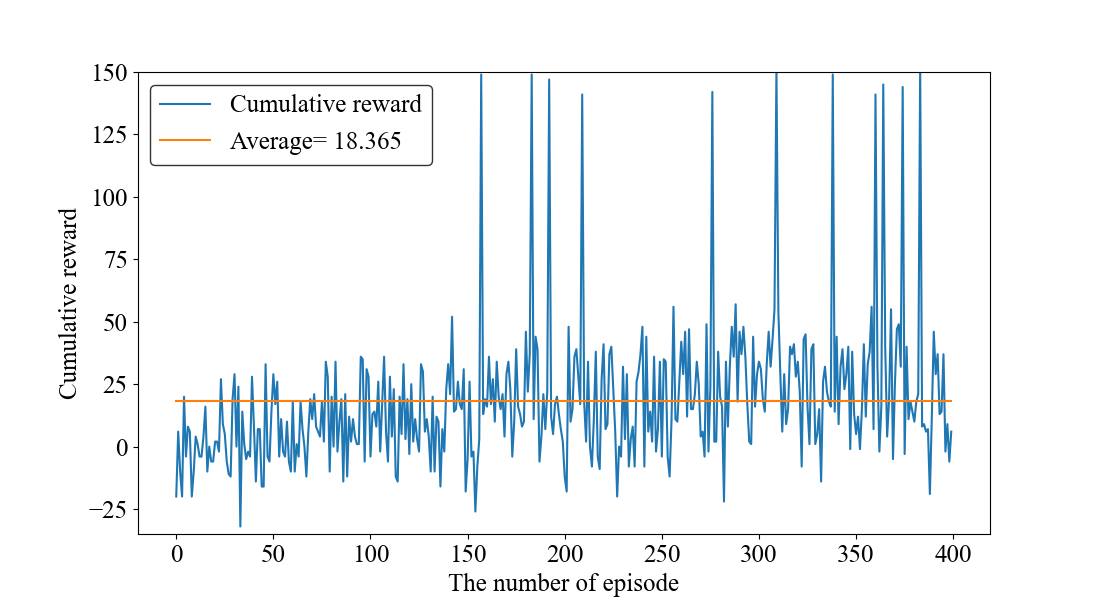 150
125
100
75
50
25
0
−25
Cumulative reward
Cumulative reward
Average= 18.365
0 50 100 150 200 250 300 350 400
The number of episode